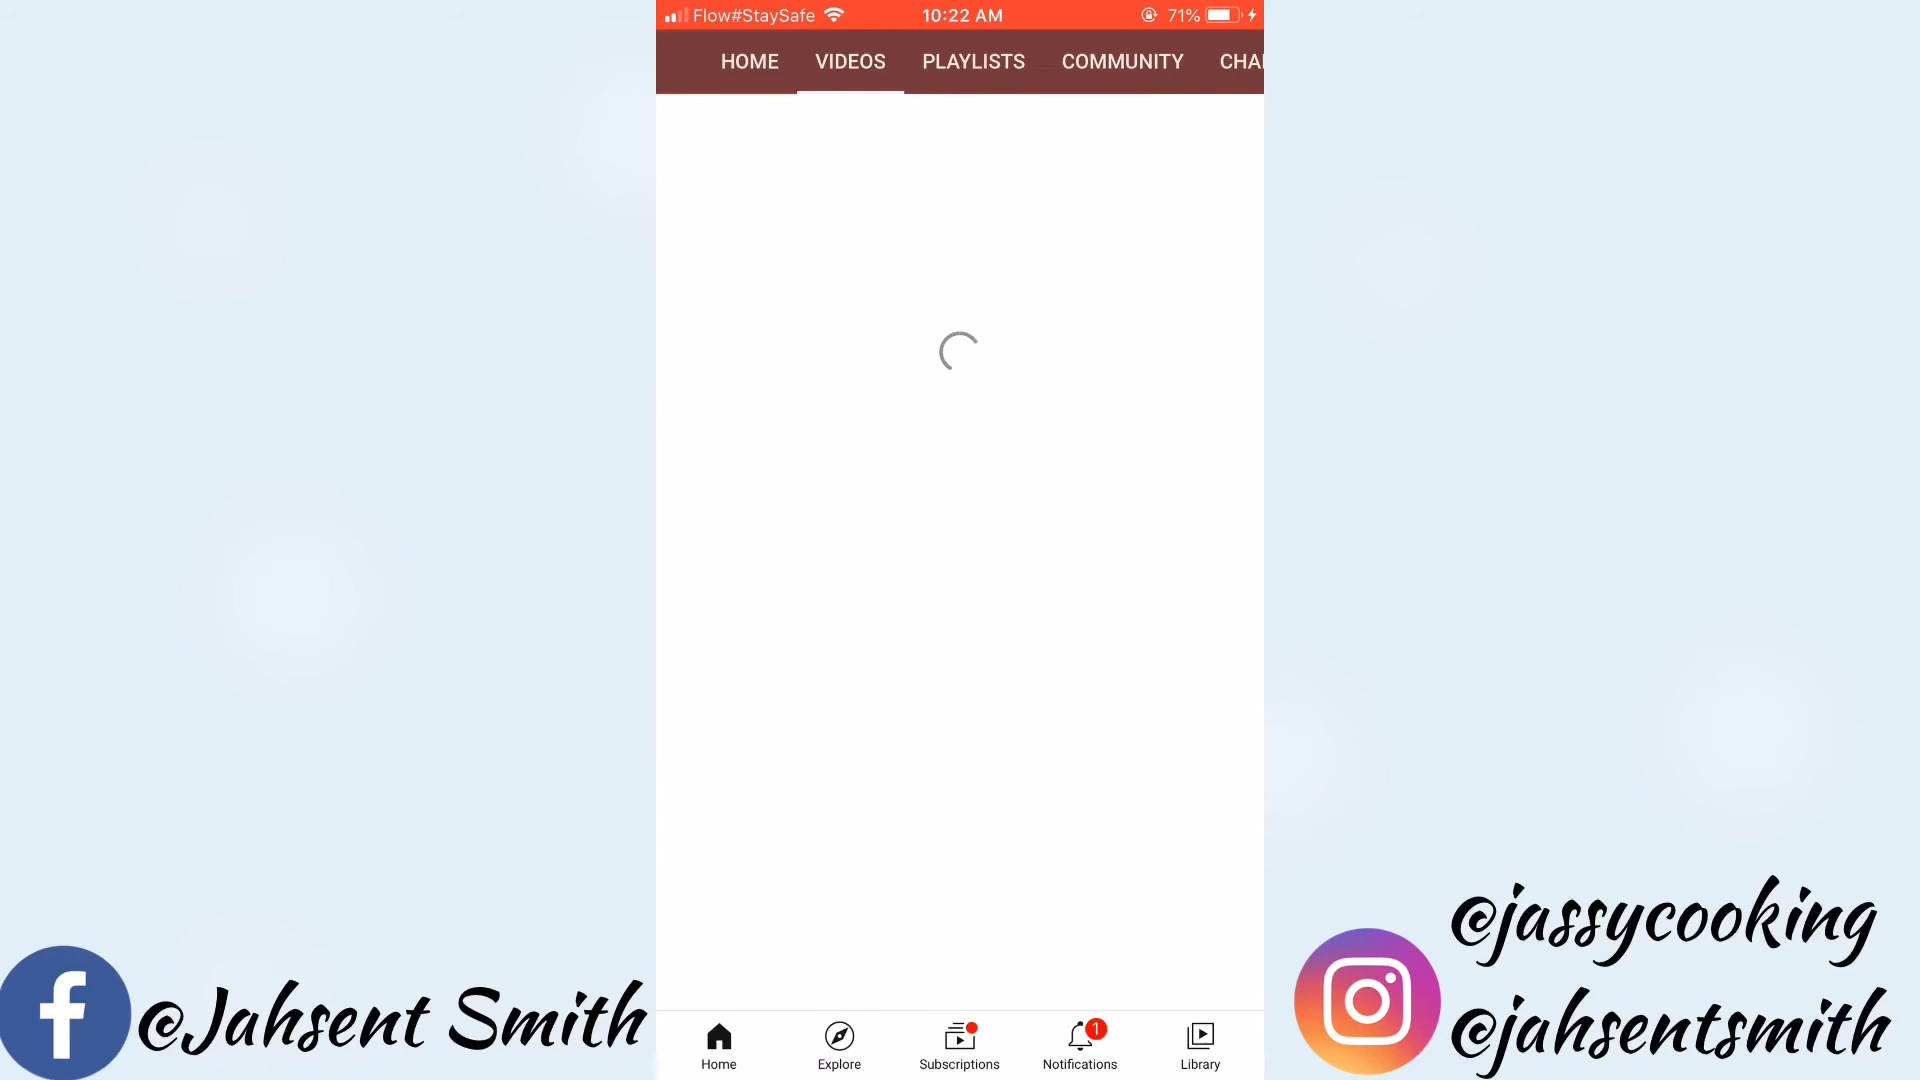 Flow#StaySafe 10:22 AM 71%
HOME VIDEOS PLAYLISTS COMMUNITY CHA
@jassycooking
@Jahsent Smith @jahsentsmith
1
Home Explore Subscriptions Notifications Library